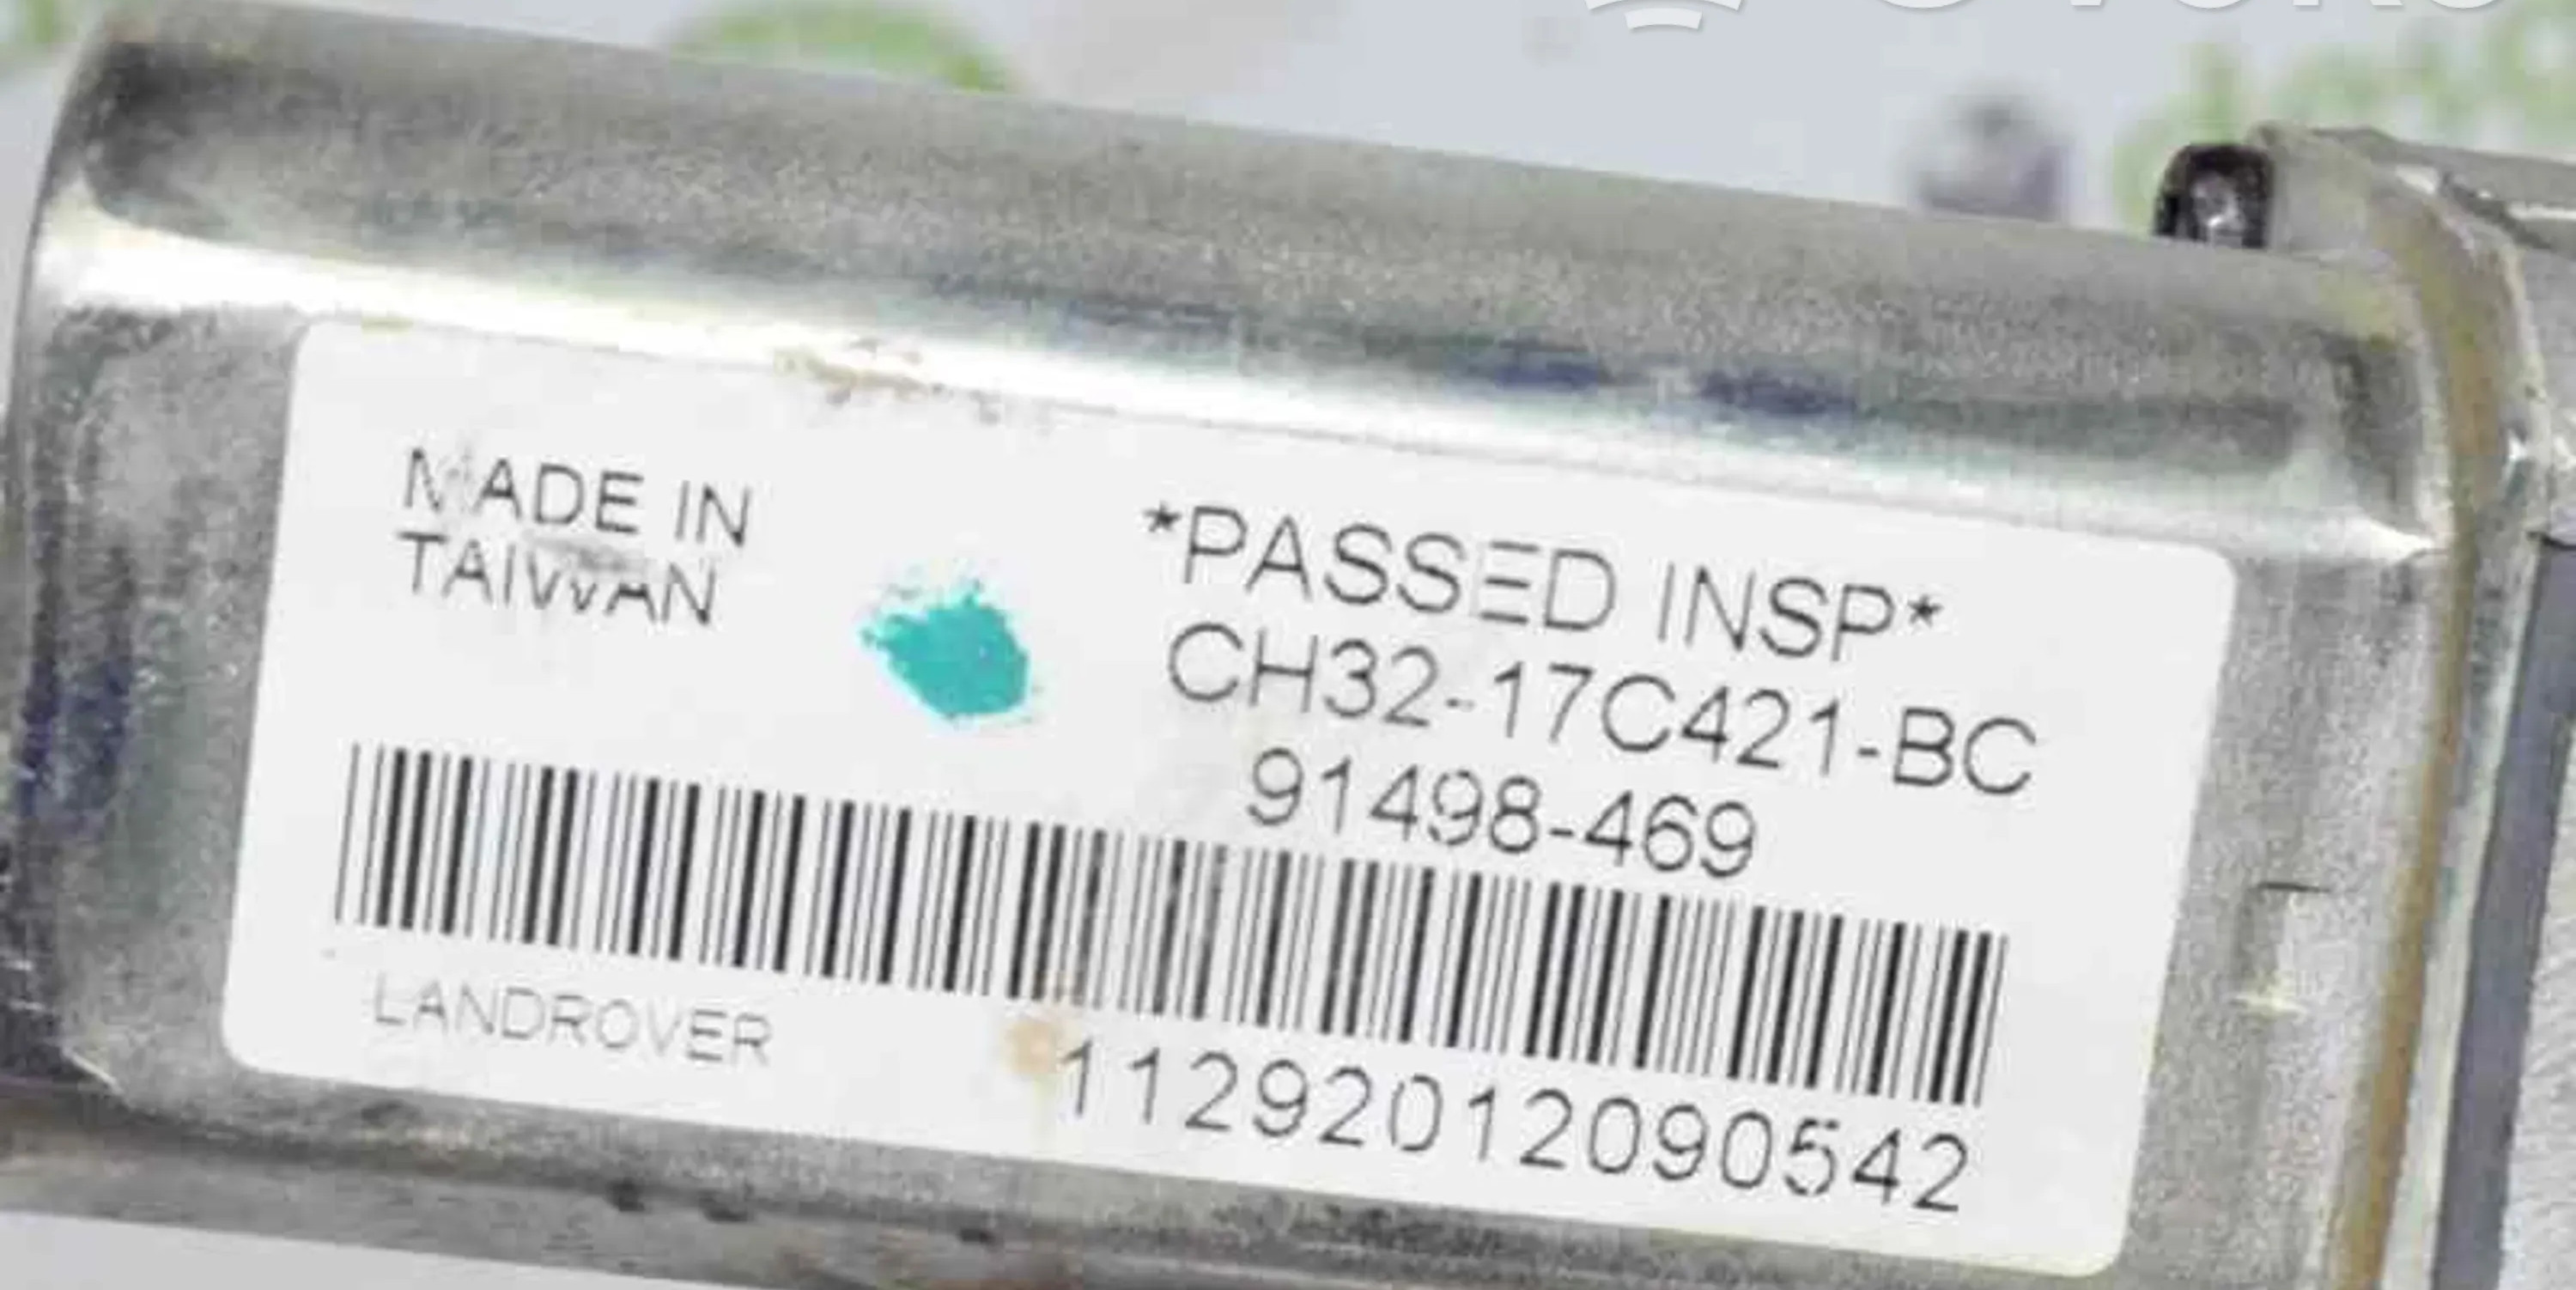 MADE IN
TAIWAN
*PASSED INSP*
CH32-17C421-BC
91498-469
LANDROVER
11292012090542